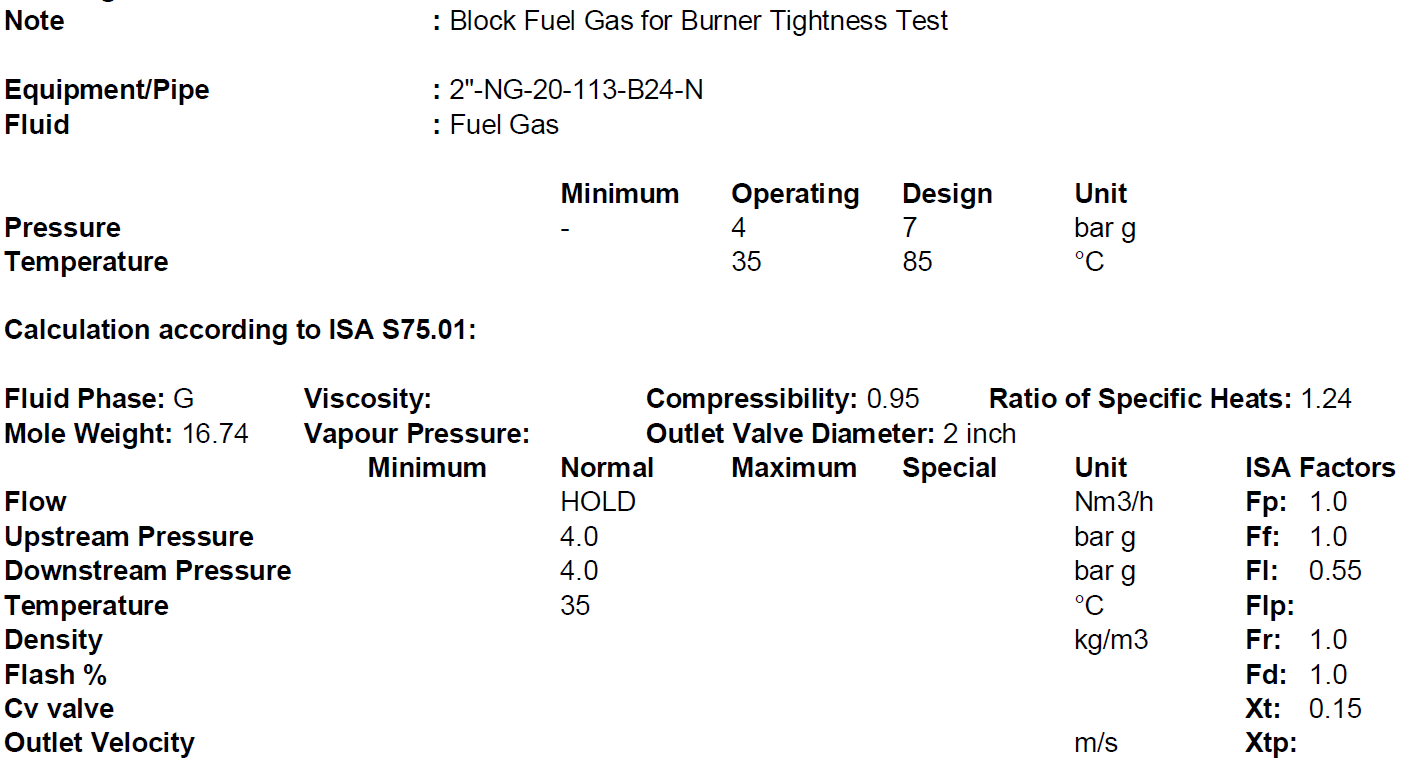 Note : Block Fuel Gas for Burner Tightness Test
Equipment/Pipe : 2"-NG-20-113-B24-N
Fluid : Fuel Gas
Minimum Operating Design Unit
Pressure - 4 7 bar g
Temperature 35 85 °C
Calculation according to ISA S75.01:
Fluid Phase: G Viscosity: Compressibility: 0.95 Ratio of Specific Heats: 1.24
Mole Weight: 16.74 Vapour Pressure: Outlet Valve Diameter: 2 inch
Minimum Normal Maximum Special Unit ISA Factors
Flow HOLD Nm3/h Fp: 1.0
Upstream Pressure 4.0 bar g Ff: 1.0
Downstream Pressure 4.0 bar g Fl: 0.55
Temperature 35 °C Flp:
Density kg/m3 Fr: 1.0
Flash % Fd: 1.0
Cv valve Xt: 0.15
Outlet Velocity m/s Xtp: